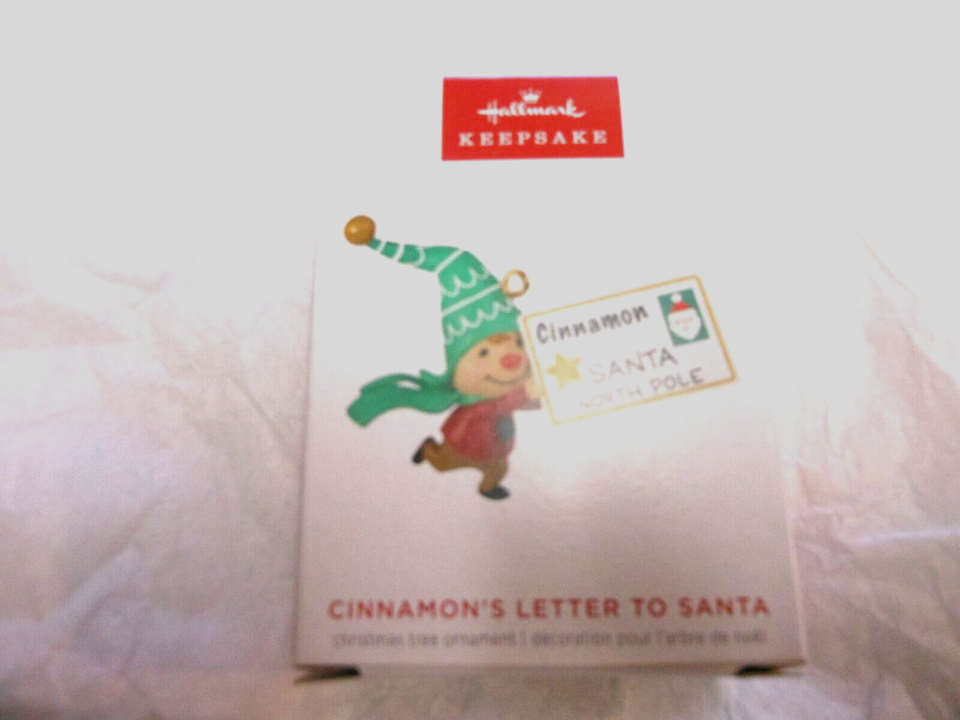 Hallmark
KEEPSAKE
Cinnamon
SANTA
NORTH POLE
CINNAMON'S LETTER TO SANTA
christmas tree ornament | décoration pour l'arbre de noël